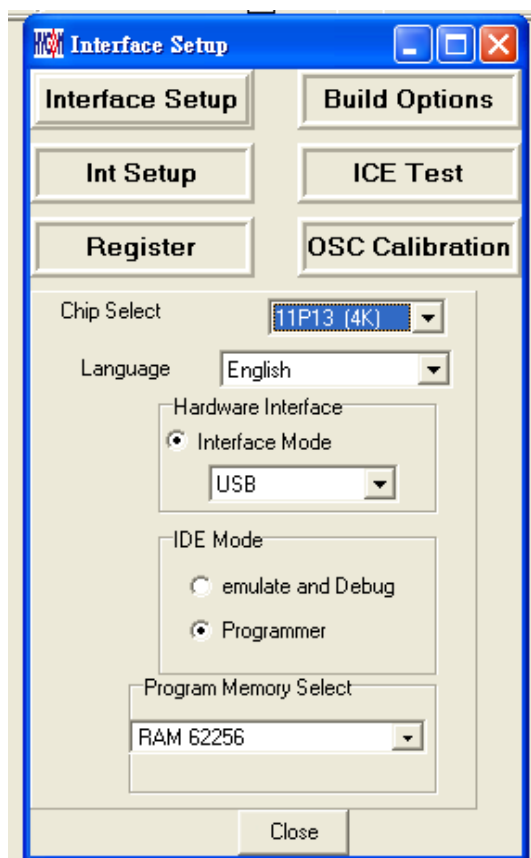 Interface Setup
Interface Setup
Build Options
Int Setup
ICE Test
Register
OSC Calibration
Chip Select
11P13 (4K)
Language
English
Hardware Interface
Interface Mode
USB
IDE Mode
emulate and Debug
Programmer
Program Memory Select
RAM 62256
Close